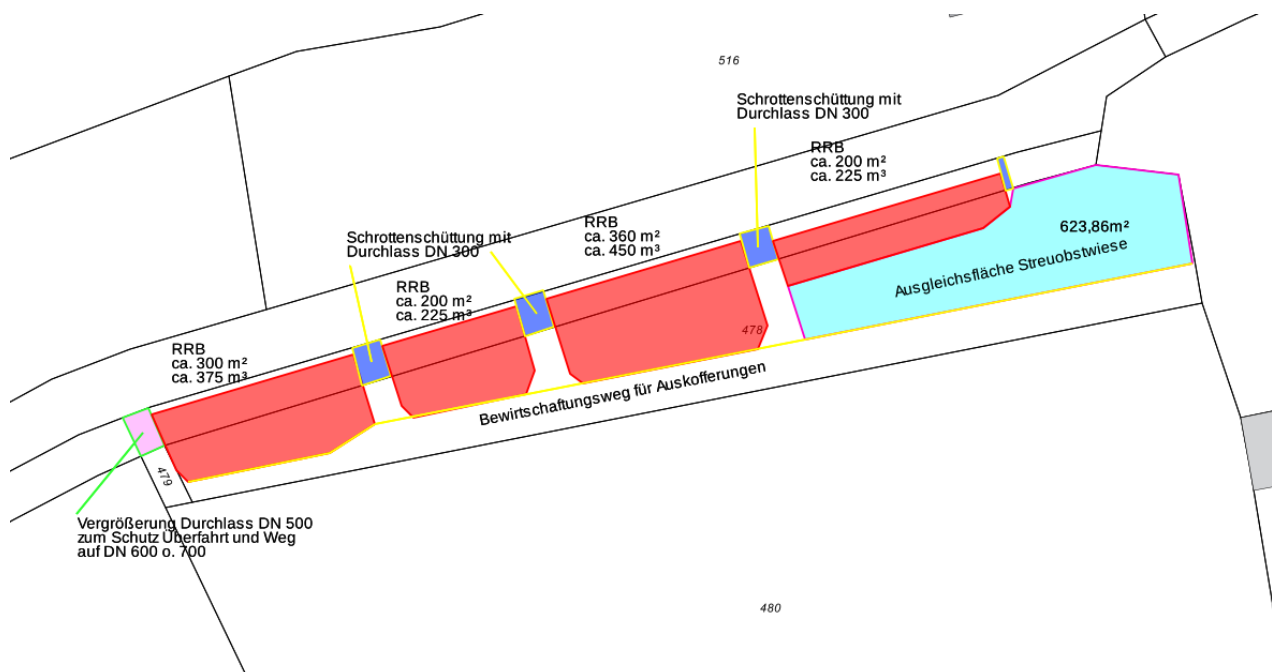 516
Schrottenschüttung mit
Durchlass DN 300
RRB
ca. 200 m²
ca. 225 m³
RRB
ca. 360 m²
ca. 450 m³
Schrottenschüttung mit
Durchlass DN 300
RRB
ca. 200 m²
ca. 225 m³
RRB
ca. 300 m²
ca. 375 m³
623,86m²
Ausgleichsfläche Streuobstwiese
478
Bewirtschaftungsweg für Auskofferungen
479
Vergrößerung Durchlass DN 500
zum Schutz Überfahrt und Weg
auf DN 600 o. 700
480